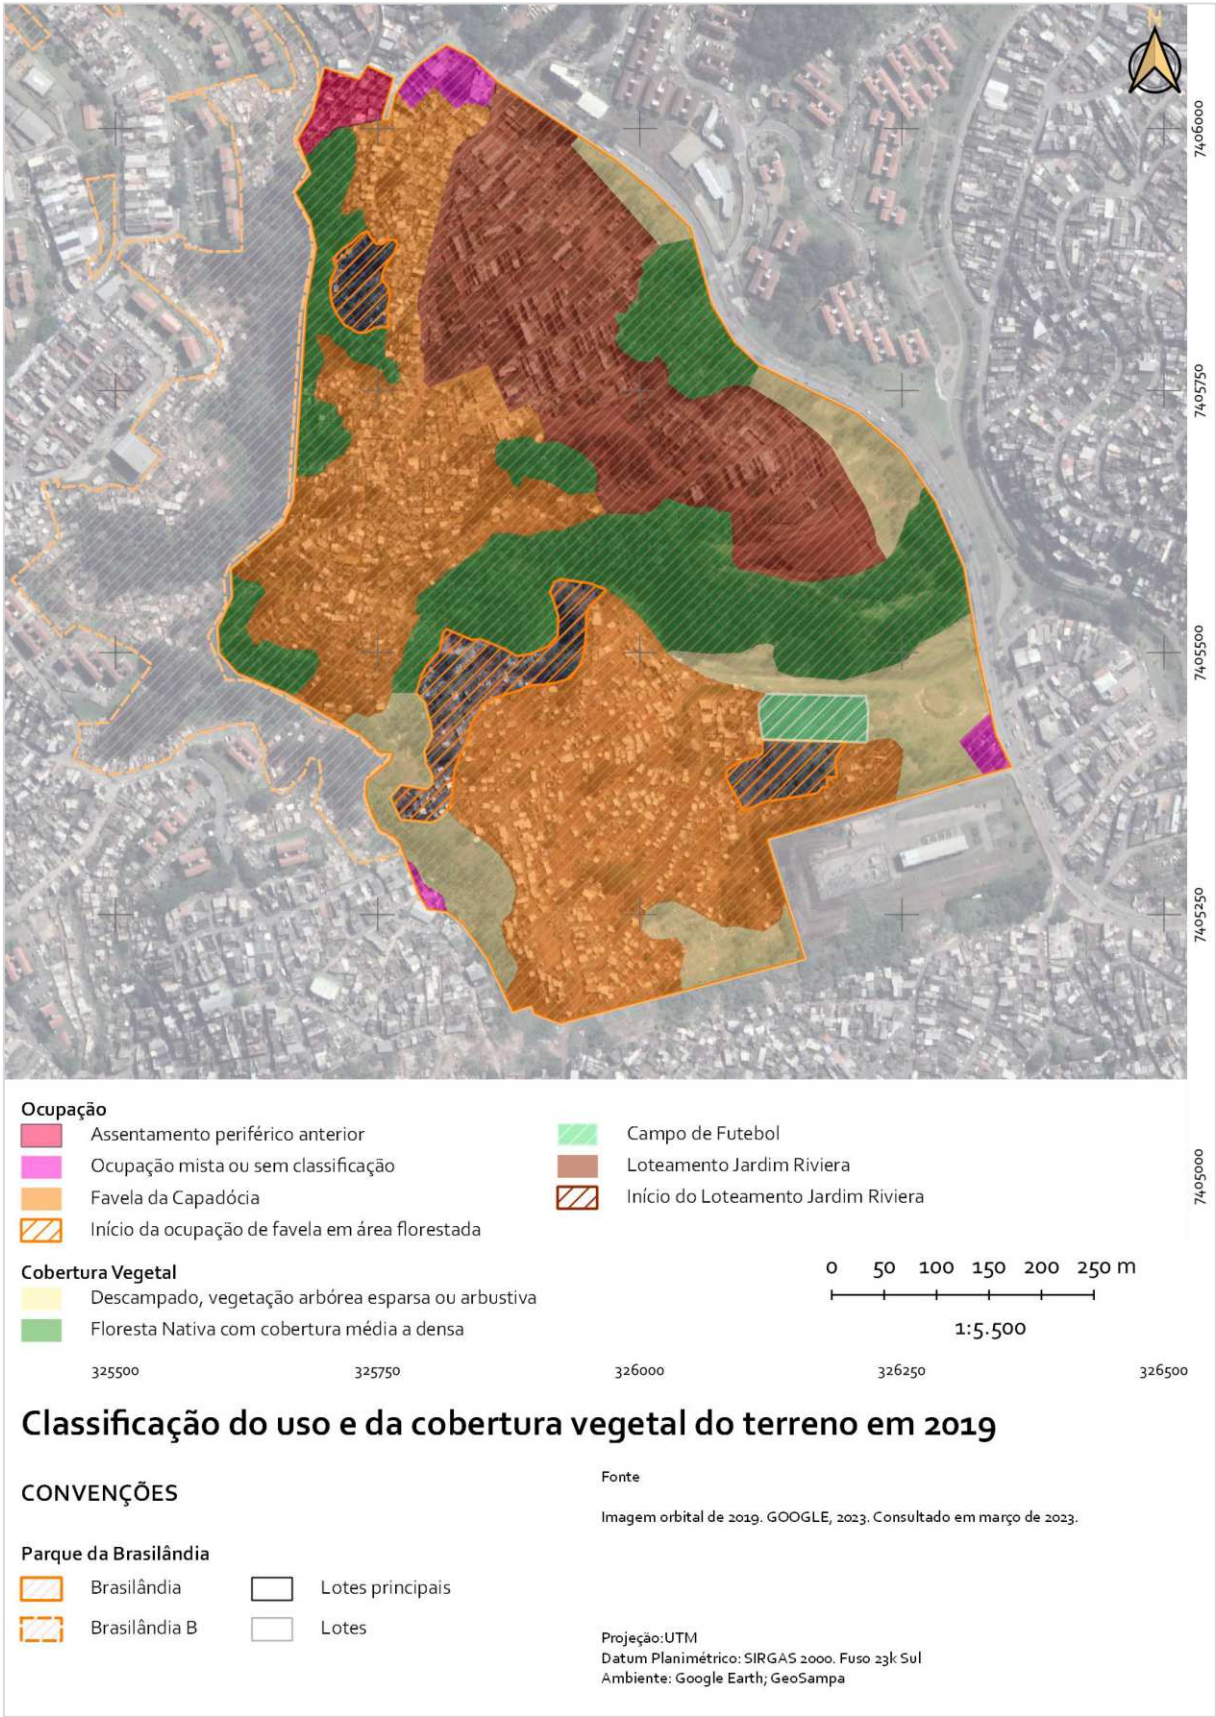 N
7406000
7405750
7405500
7405250
7405000
Ocupação
Assentamento periférico anterior
Ocupação mista ou sem classificação
Favela da Capadócia
Início da ocupação de favela em área florestada
Campo de Futebol
Loteamento Jardim Riviera
Início do Loteamento Jardim Riviera
Cobertura Vegetal
Descampado, vegetação arbórea esparsa ou arbustiva
Floresta Nativa com cobertura média a densa
0 50 100 150 200 250 m
1:5.500
325500 325750 326000 326250 326500
Classificação do uso e da cobertura vegetal do terreno em 2019
CONVENÇÕES
Parque da Brasilândia
Brasilândia
Brasilândia B
Lotes principais
Lotes
Fonte
Imagem orbital de 2019. GOOGLE, 2023. Consultado em março de 2023.
Projeção:UTM
Datum Planimétrico: SIRGAS 2000. Fuso 23k Sul
Ambiente: Google Earth; GeoSampa